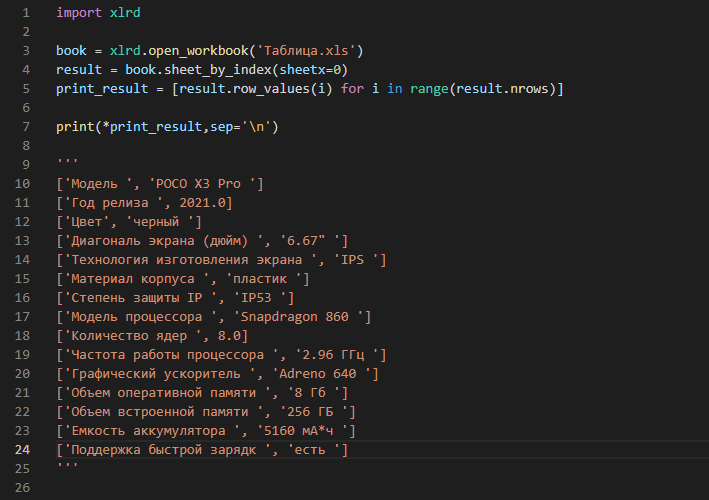 1 import xlrd
2
3 book = xlrd.open_workbook('Таблица.xls')
4 result = book.sheet_by_index(sheetx=0)
5 print_result = [result.row_values(i) for i in range(result.nrows)]
6
7 print(*print_result,sep='\n')
8
9 '''
10 ['Модель ', 'POCO X3 Pro ']
11 ['Год релиза ', 2021.0]
12 ['Цвет', 'черный ']
13 ['Диагональ экрана (дюйм) ', '6.67" ']
14 ['Технология изготовления экрана ', 'IPS ']
15 ['Материал корпуса ', 'пластик ']
16 ['Степень защиты IP ', 'IP53 ']
17 ['Модель процессора ', 'Snapdragon 860 ']
18 ['Количество ядер ', 8.0]
19 ['Частота работы процессора ', '2.96 ГГц ']
20 ['Графический ускоритель ', 'Adreno 640 ']
21 ['Объем оперативной памяти ', '8 Гб ']
22 ['Объем встроенной памяти ', '256 ГБ ']
23 ['Емкость аккумулятора ', '5160 мА*ч ']
24 ['Поддержка быстрой зарядк ', 'есть ']
25 '''
26